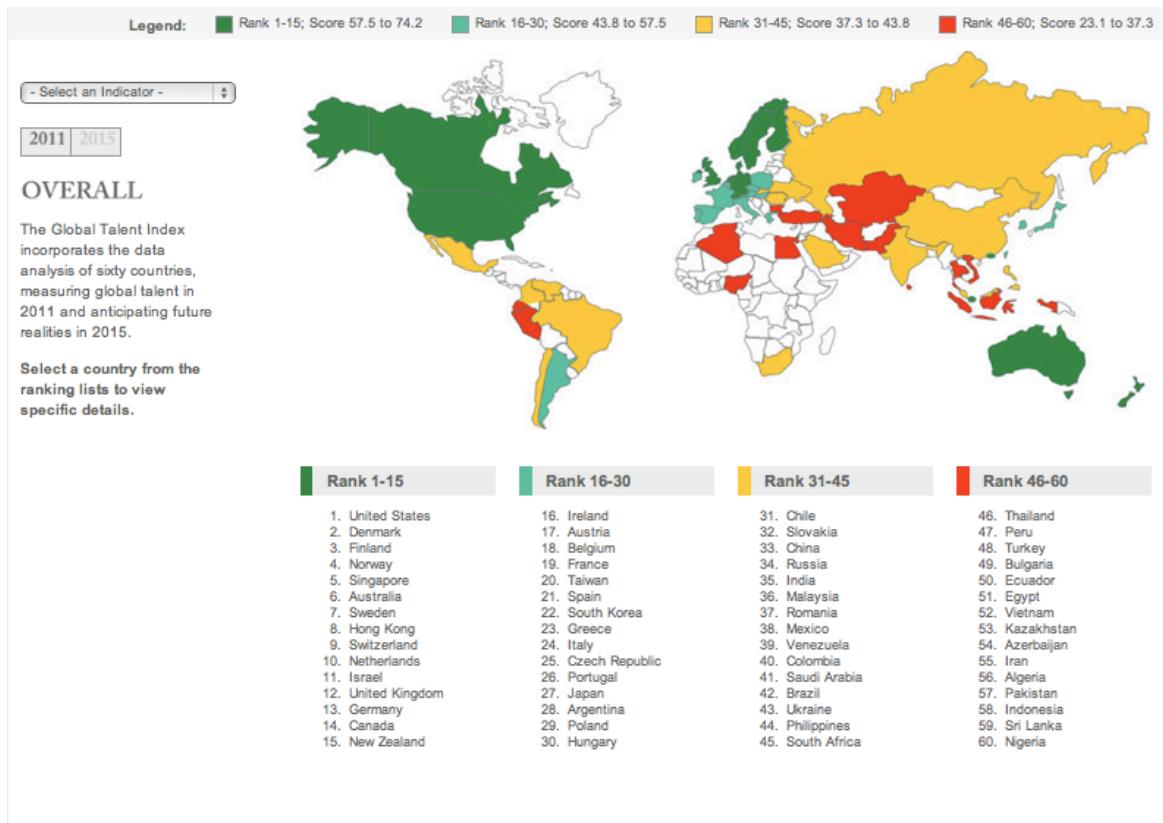 Legend: Rank 1-15; Score 57.5 to 74.2 Rank 16-30; Score 43.8 to 57.5 Rank 31-45; Score 37.3 to 43.8 Rank 46-60; Score 23.1 to 37.3
- Select an Indicator -
2011 2015
OVERALL
The Global Talent Index
incorporates the data
analysis of sixty countries,
measuring global talent in
2011 and anticipating future
realities in 2015.
Select a country from the
ranking lists to view
specific details.
Rank 1-15
1. United States
2. Denmark
3. Finland
4. Norway
5. Singapore
6. Australia
7. Sweden
8. Hong Kong
9. Switzerland
10. Netherlands
11. Israel
12. United Kingdom
13. Germany
14. Canada
15. New Zealand
Rank 16-30
16. Ireland
17. Austria
18. Belgium
19. France
20. Taiwan
21. Spain
22. South Korea
23. Greece
24. Italy
25. Czech Republic
26. Portugal
27. Japan
28. Argentina
29. Poland
30. Hungary
Rank 31-45
31. Chile
32. Slovakia
33. China
34. Russia
35. India
36. Malaysia
37. Romania
38. Mexico
39. Venezuela
40. Colombia
41. Saudi Arabia
42. Brazil
43. Ukraine
44. Philippines
45. South Africa
Rank 46-60
46. Thailand
47. Peru
48. Turkey
49. Bulgaria
50. Ecuador
51. Egypt
52. Vietnam
53. Kazakhstan
54. Azerbaijan
55. Iran
56. Algeria
57. Pakistan
58. Indonesia
59. Sri Lanka
60. Nigeria